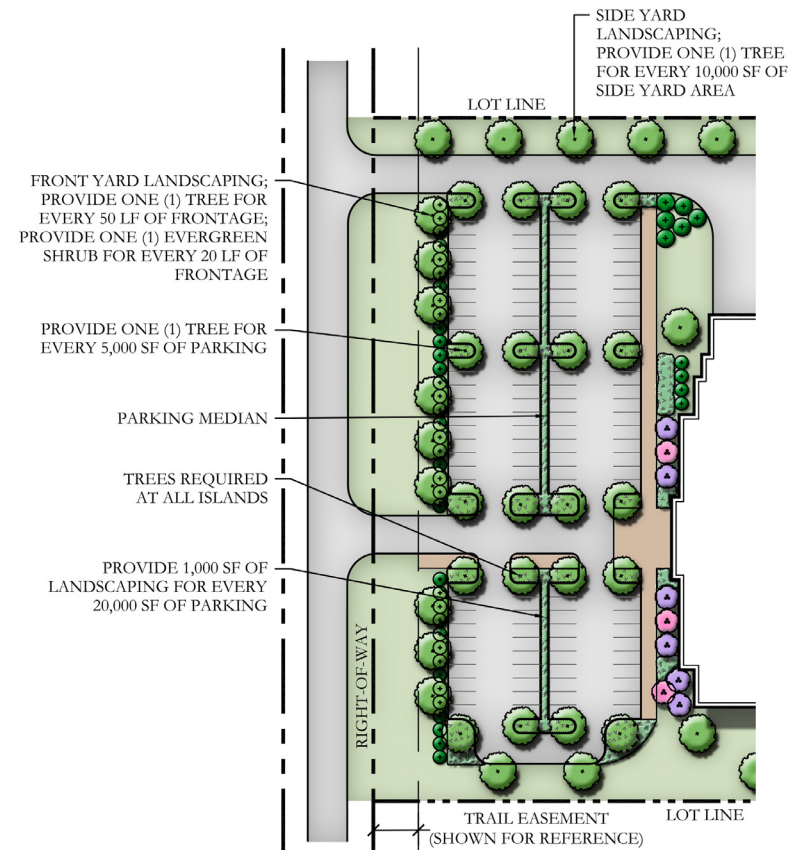 SIDE YARD
LANDSCAPING;
PROVIDE ONE (1) TREE
FOR EVERY 10,000 SF OF
SIDE YARD AREA
LOT LINE
FRONT YARD LANDSCAPING;
PROVIDE ONE (1) TREE FOR
EVERY 50 LF OF FRONTAGE;
PROVIDE ONE (1) EVERGREEN
SHRUB FOR EVERY 20 LF OF
FRONTAGE
PROVIDE ONE (1) TREE FOR
EVERY 5,000 SF OF PARKING
PARKING MEDIAN
TREES REQUIRED
AT ALL ISLANDS
PROVIDE 1,000 SF OF
LANDSCAPING FOR EVERY
20,000 SF OF PARKING
RIGHT-OF-WAY
TRAIL EASEMENT
(SHOWN FOR REFERENCE)
LOT LINE